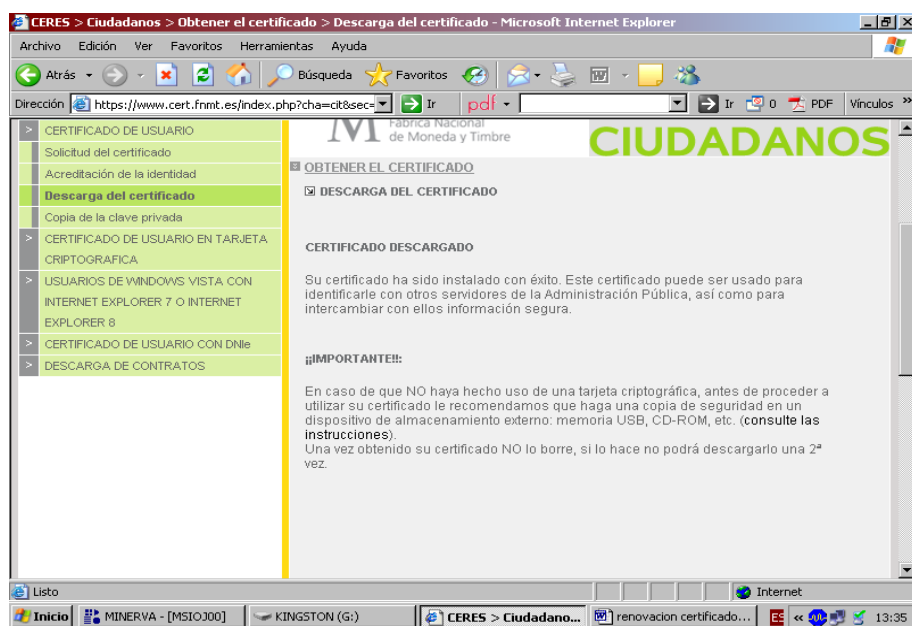 CERES > Ciudadanos > Obtener el certificado > Descarga del certificado - Microsoft Internet Explorer
Archivo Edición Ver Favoritos Herramientas Ayuda
Atrás Búsqueda Favoritos
Dirección https://www.cert.fnmt.es/index.php?cha=cit&sec= Ir pdf Ir 0 PDF Vínculos »
> CERTIFICADO DE USUARIO
Solicitud del certificado
Acreditación de la identidad
Descarga del certificado
Copia de la clave privada
> CERTIFICADO DE USUARIO EN TARJETA
CRIPTOGRAFICA
> USUARIOS DE WINDOWS VISTA CON
INTERNET EXPLORER 7 O INTERNET
EXPLORER 8
> CERTIFICADO DE USUARIO CON DNIe
> DESCARGA DE CONTRATOS
Fábrica Nacional
de Moneda y Timbre
CIUDADANOS
OBTENER EL CERTIFICADO
DESCARGA DEL CERTIFICADO
CERTIFICADO DESCARGADO
Su certificado ha sido instalado con éxito. Este certificado puede ser usado para
identificarle con otros servidores de la Administración Pública, así como para
intercambiar con ellos información segura.
¡¡IMPORTANTE!!:
En caso de que NO haya hecho uso de una tarjeta criptográfica, antes de proceder a
utilizar su certificado le recomendamos que haga una copia de seguridad en un
dispositivo de almacenamiento externo: memoria USB, CD-ROM, etc. (consulte las
instrucciones).
Una vez obtenido su certificado NO lo borre, si lo hace no podrá descargarlo una 2ª
vez.
Listo Internet
Inicio MINERVA - [MSIOJ00] KINGSTON (G:) CERES > Ciudadano... renovacion certificado... ES « 13:35